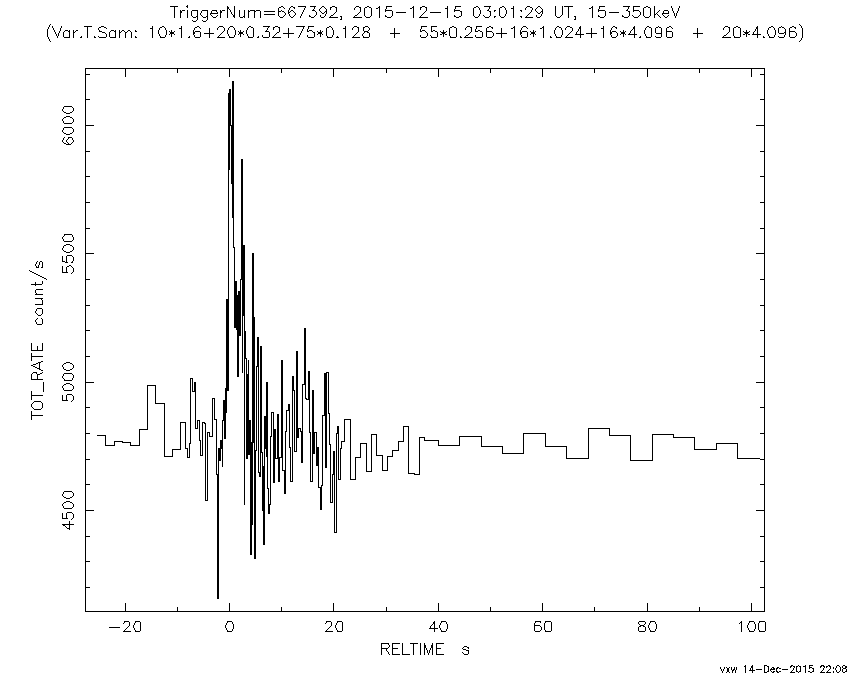 TriggerNum=667392, 2015-12-15 03:01:29 UT, 15-350keV
(Var.T.Sam: 10*1.6+20*0.32+75*0.128 + 55*0.256+16*1.024+16*4.096 + 20*4.096)
6000
5500
5000
4500
TOT_RATE count/s
-20 0 20 40 60 80 100
RELTIME s
vxw 14-Dec-2015 22:08